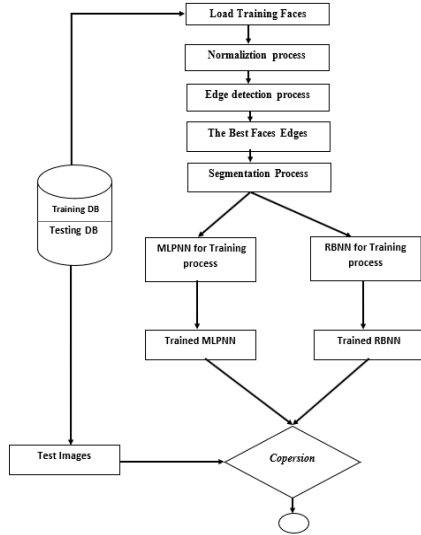 Load Training Faces
Normaliztion process
Edge detection process
The Best Faces Edges
Segmentation Process
Training DB
Testing DB
MLPNN for Training
process
RBNN for Training
process
Trained MLPNN
Trained RBNN
Test Images
Copersion